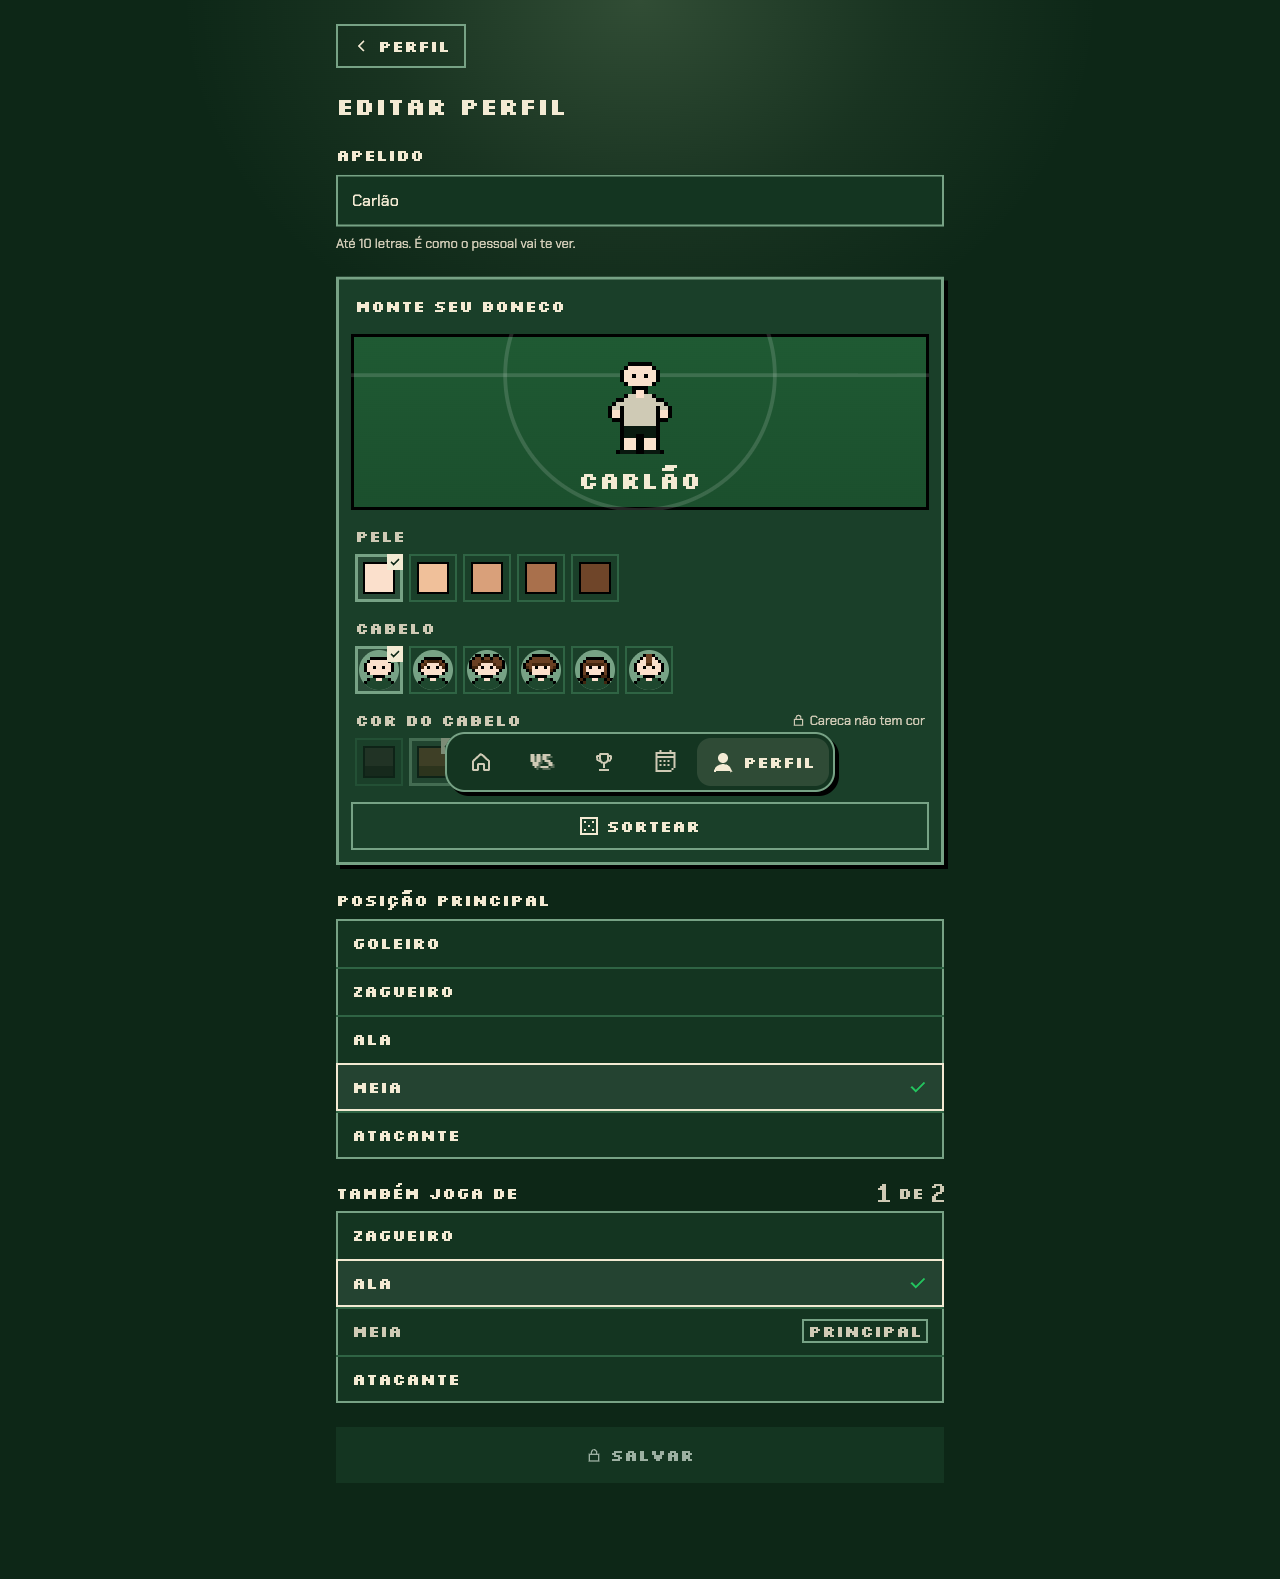 PERFIL
EDITAR PERFIL
APELIDO
Carlão
Até 10 letras. É como o pessoal vai te ver.
MONTE SEU BONECO
CARLÃO
PELE
CABELO
COR DO CABELO
Careca não tem cor
VS
PERFIL
SORTEAR
POSIÇÃO PRINCIPAL
GOLEIRO
ZAGUEIRO
ALA
MEIA
ATACANTE
TAMBÉM JOGA DE
1 DE 2
ZAGUEIRO
ALA
MEIA
PRINCIPAL
ATACANTE
SALVAR